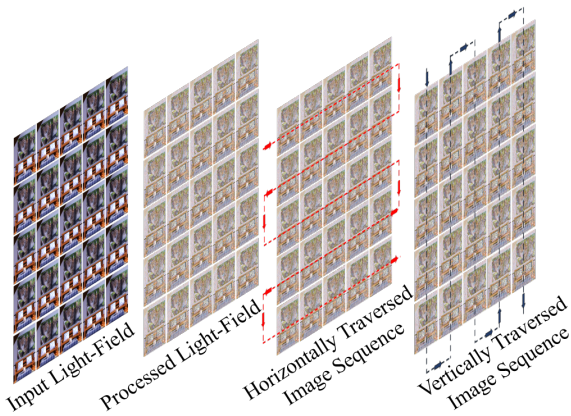 Input Light-Field
Processed Light-Field
Horizontally Traversed
Image Sequence
Vertically Traversed
Image Sequence